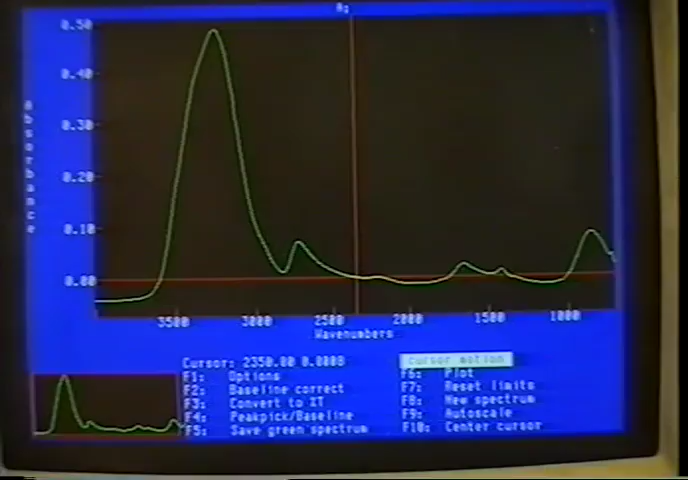 A:
0.50
0.40
0.30
0.20
0.10
0.00
Absorbance
3500 3000 2500 2000 1500 1000
Wavenumbers
Cursor: 2350.00 0.0008
F1: Options
F2: Baseline correct
F3: Convert to XT
F4: Peakpick/Baseline
F5: Save green spectrum
cursor motion
F6: Plot
F7: Reset limits
F8: New spectrum
F9: Autoscale
F10: Center cursor